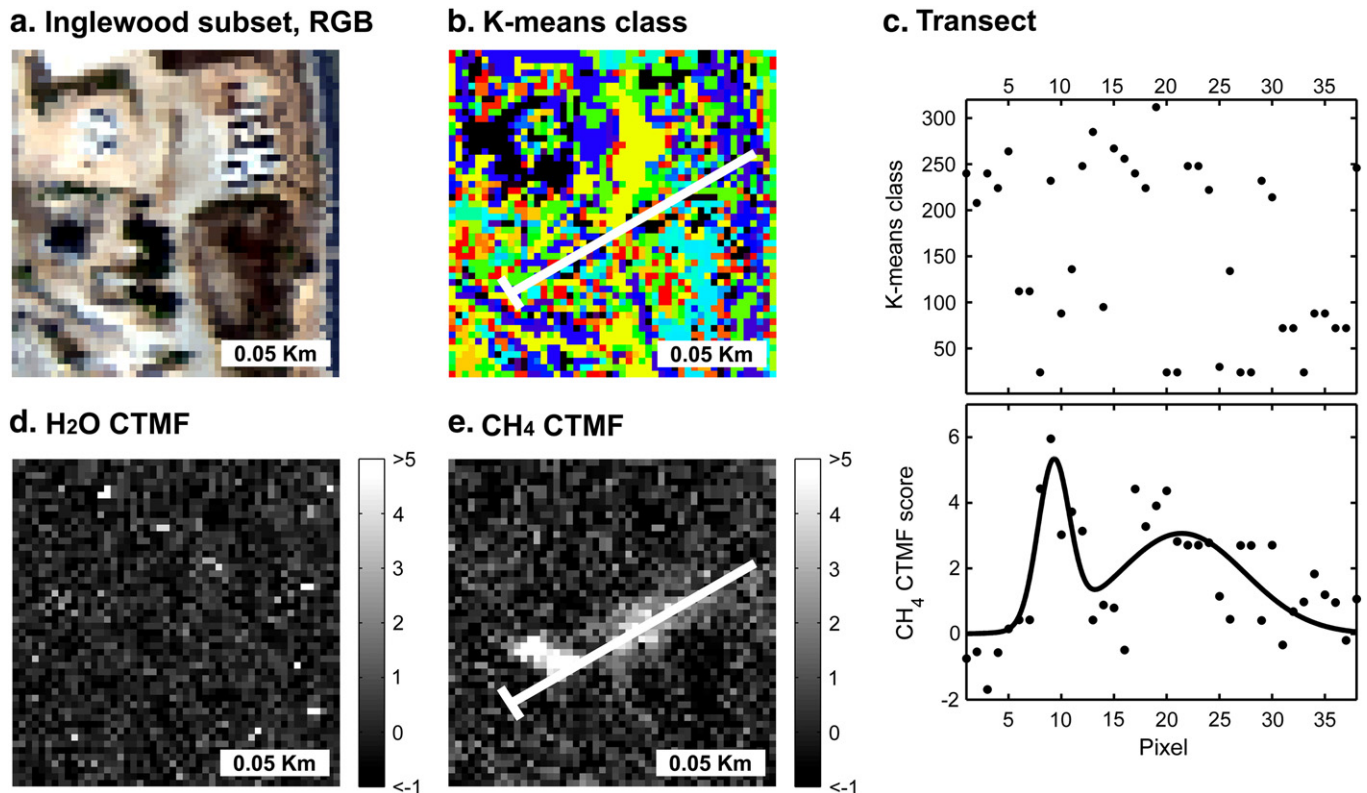 a. Inglewood subset, RGB
0.05 Km
b. K-means class
0.05 Km
c. Transect
5 10 15 20 25 30 35
300
250
200
150
100
50
K-means class
6
4
2
0
-2
CH4 CTMF score
5 10 15 20 25 30 35
Pixel
d. H2O CTMF
0.05 Km
>5
4
3
2
1
0
<-1
e. CH4 CTMF
0.05 Km
>5
4
3
2
1
0
<-1